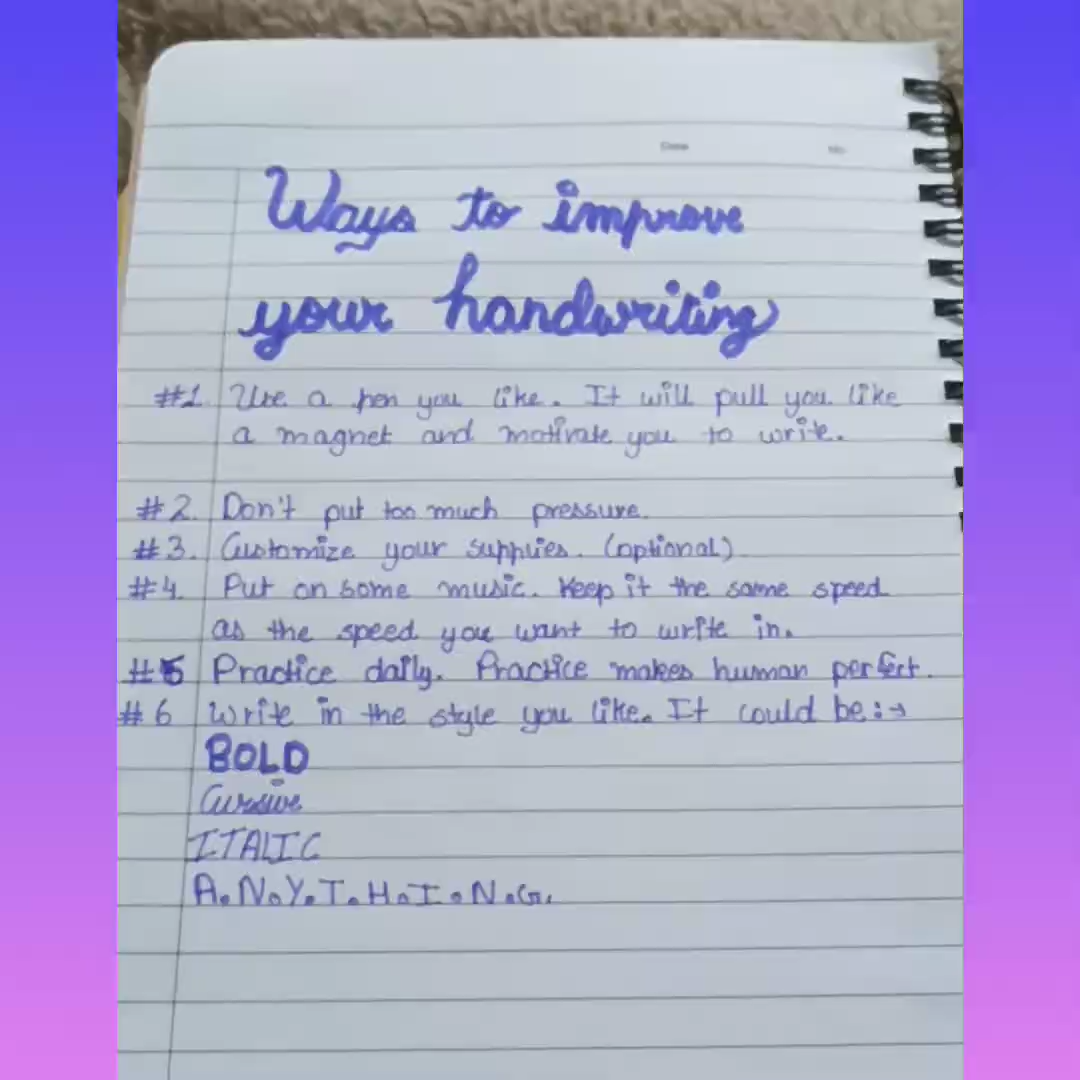 Date
No.
Ways to improve
your handwriting
#1. Use a pen you like. It will pull you like
a magnet and motivate you to write.
#2. Don't put too much pressure.
#3. Customize your supplies. (optional)
#4. Put on some music. Keep it the same speed
as the speed you want to write in.
#5 Practice daily. Practice makes human perfect.
#6 Write in the style you like. It could be:→
BOLD
Cursive
ITALIC
A.N.Y.T.H.I.N.G.